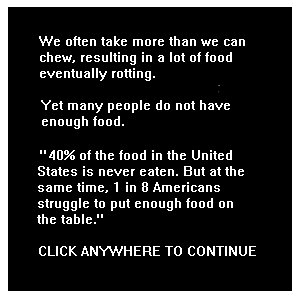 We often take more than we can
chew, resulting in a lot of food
eventually rotting.
Yet many people do not have
enough food.
"40% of the food in the United
States is never eaten. But at the
same time, 1 in 8 Americans
struggle to put enough food on
the table."
CLICK ANYWHERE TO CONTINUE